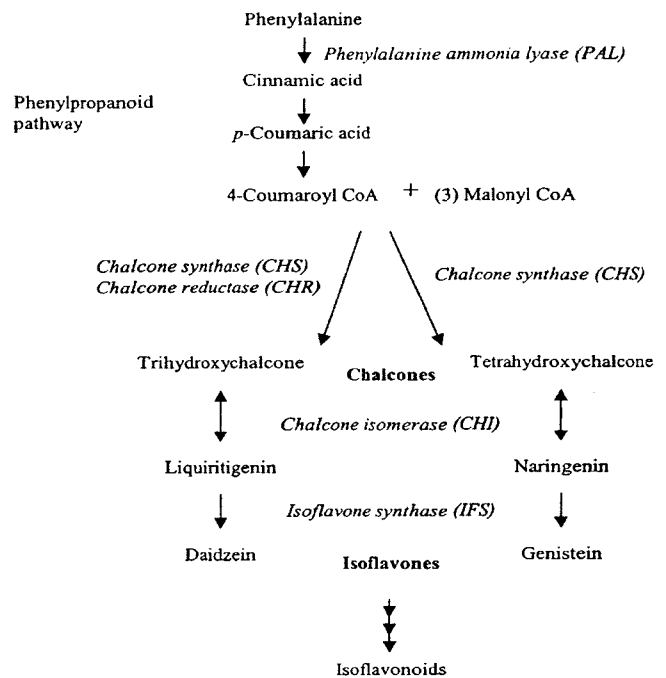 Phenylalanine
Phenylalanine ammonia lyase (PAL)
Cinnamic acid
Phenylpropanoid
pathway
p-Coumaric acid
4-Coumaroyl CoA + (3) Malonyl CoA
Chalcone synthase (CHS)
Chalcone reductase (CHR)
Chalcone synthase (CHS)
Trihydroxychalcone
Chalcones
Tetrahydroxychalcone
Chalcone isomerase (CHI)
Liquiritigenin
Naringenin
Isoflavone synthase (IFS)
Daidzein
Isoflavones
Genistein
Isoflavonoids